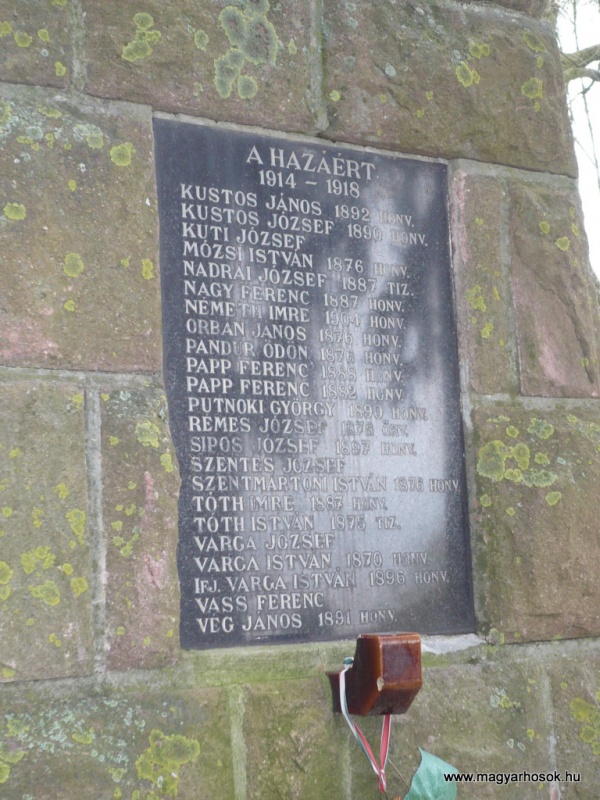 A HAZÁÉRT
1914 - 1918
KUSTOS JÁNOS 1892 HONV.
KUSTOS JÓZSEF 1890 HONV.
KUTI JÓZSEF
MÓZSI ISTVÁN 1876 HONV.
NADRAI JÓZSEF 1887 TIZ.
NAGY FERENC 1887 HONV.
NÉMETH IMRE 1904 HONV.
ORBÁN JÁNOS 1876 HONV.
PANDUR ÖDÖN 1878 HONV.
PAPP FERENC 1888 HONV.
PAPP FERENC 1882 HONV.
PUTNOKI GYÖRGY 1890 HONV.
RÉMES JÓZSEF 1878 ŐRV.
SIPOS JÓZSEF 1897 HONV.
SZENTES JÓZSEF
SZENTMÁRTONI ISTVÁN 1876 HONV.
TÓTH IMRE 1887 HONV.
TÓTH ISTVÁN 1875 TIZ.
VARGA JÓZSEF
VARGA ISTVÁN 1870 HONV.
IFJ. VARGA ISTVÁN 1896 HONV.
VASS FERENC
VÉG JÁNOS 1891 HONV.
www.magyarhosok.hu